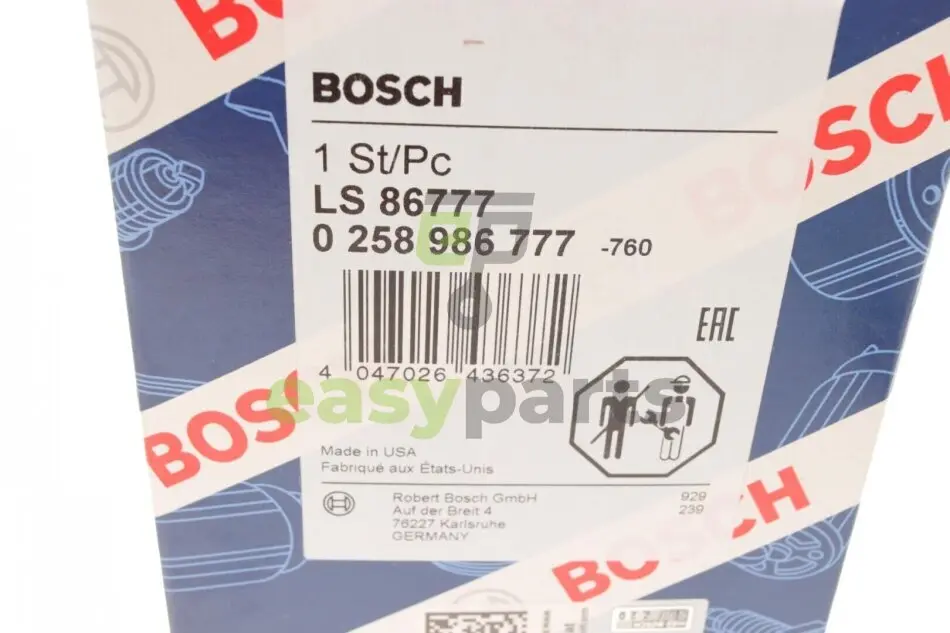 BOSCH
1 St/Pc
LS 86777
0 258 986 777 -760
4 047026 436372
EAC
easyparts
Made in USA
Fabriqué aux États-Unis
Robert Bosch GmbH
Auf der Breit 4
76227 Karlsruhe
GERMANY
929
239
BOSCH
BOSCH
BOSCH